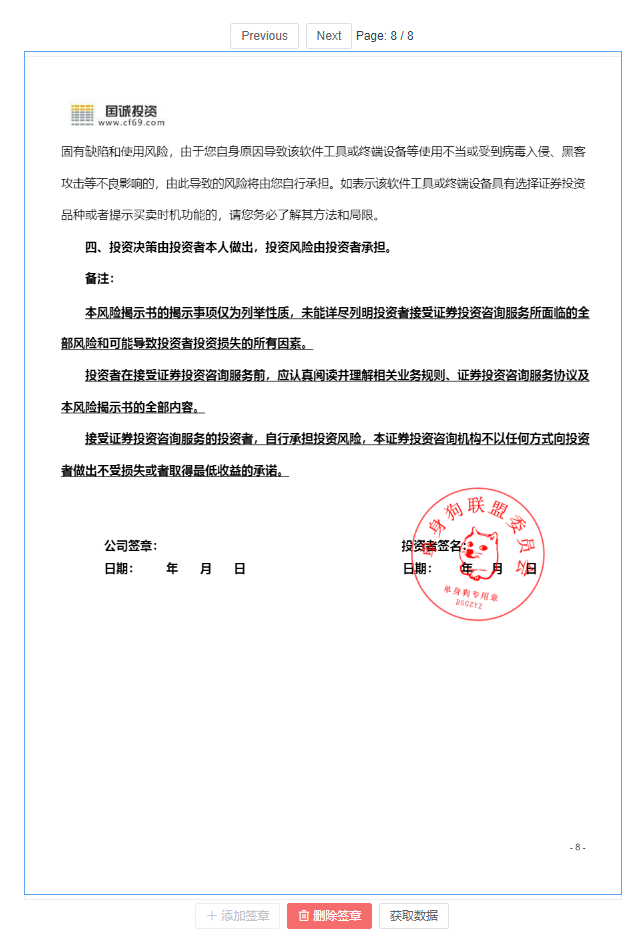 Previous Next Page: 8 / 8
国诚投资
www.cf69.com
固有缺陷和使用风险，由于您自身原因导致该软件工具或终端设备等使用不当或受到病毒入侵、黑客
攻击等不良影响的，由此导致的风险将由您自行承担。如表示该软件工具或终端设备具有选择证券投资
品种或者提示买卖时机功能的，请您务必了解其方法和局限。
四、投资决策由投资者本人做出，投资风险由投资者承担。
备注：
本风险揭示书的揭示事项仅为列举性质，未能详尽列明投资者接受证券投资咨询服务所面临的全
部风险和可能导致投资者投资损失的所有因素。
投资者在接受证券投资咨询服务前，应认真阅读并理解相关业务规则、证券投资咨询服务协议及
本风险揭示书的全部内容。
接受证券投资咨询服务的投资者，自行承担投资风险，本证券投资咨询机构不以任何方式向投资
者做出不受损失或者取得最低收益的承诺。
公司签章： 投资者签名：
日期： 年 月 日 日期： 年 月 日
单身狗联盟委员会
单身狗专用章
DSGZYZ
- 8 -
添加签章 删除签章 获取数据